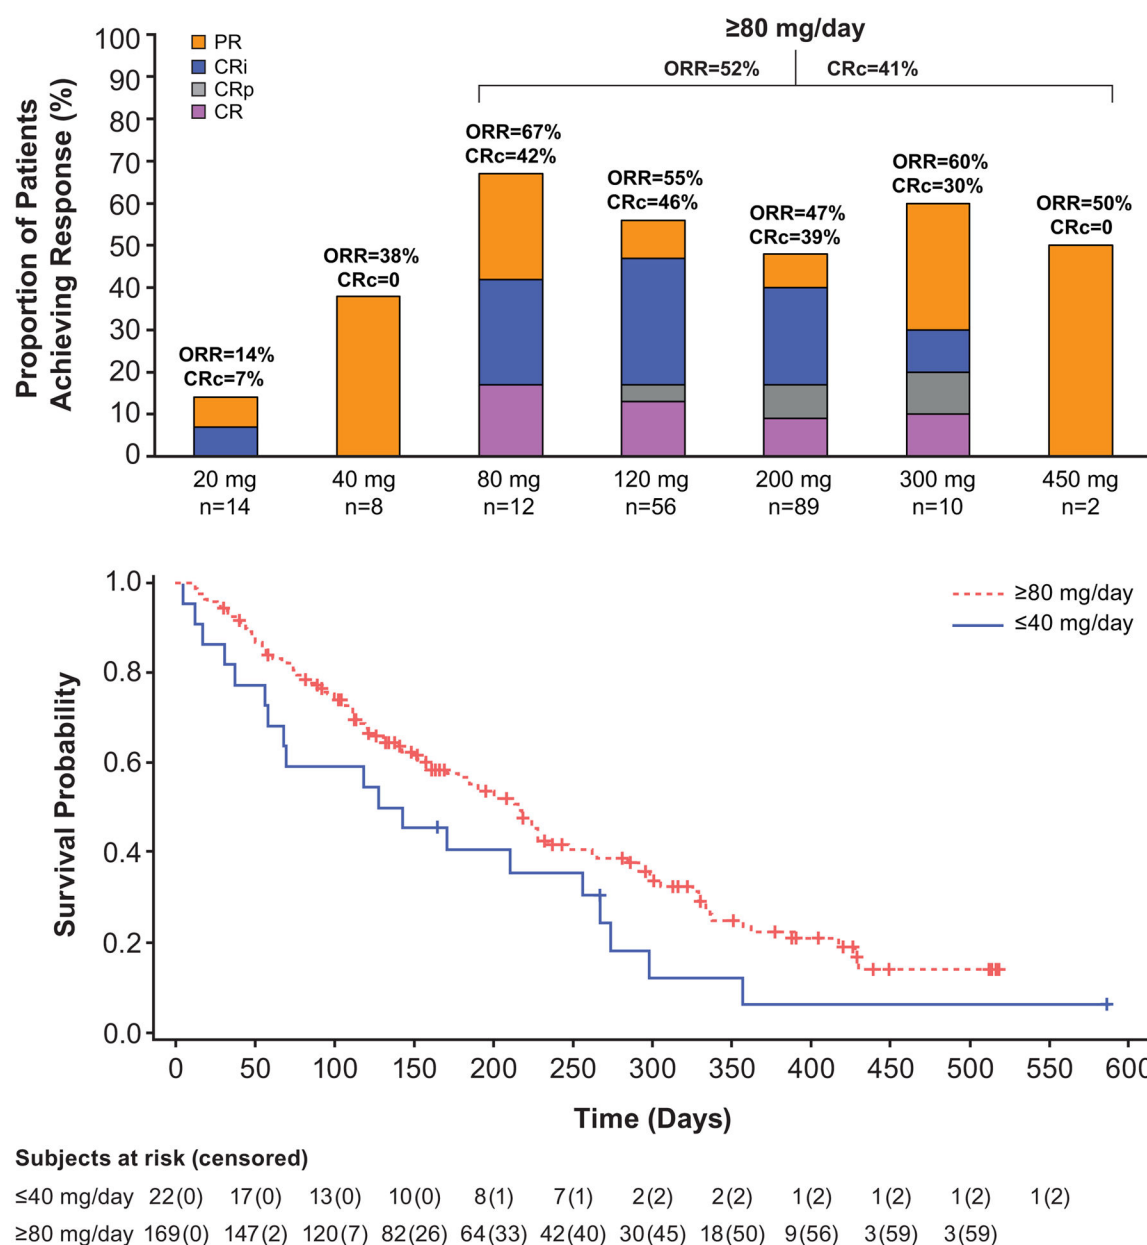 ≥80 mg/day
ORR=52% CRc=41%
Proportion of Patients
Achieving Response (%)
100
90
80
70
60
50
40
30
20
10
0
PR
CRi
CRp
CR
ORR=14%
CRc=7%
ORR=38%
CRc=0
ORR=67%
CRc=42%
ORR=55%
CRc=46%
ORR=47%
CRc=39%
ORR=60%
CRc=30%
ORR=50%
CRc=0
20 mg 40 mg 80 mg 120 mg 200 mg 300 mg 450 mg
n=14 n=8 n=12 n=56 n=89 n=10 n=2
Survival Probability
1.0
0.8
0.6
0.4
0.2
0.0
≥80 mg/day
≤40 mg/day
0 50 100 150 200 250 300 350 400 450 500 550 600
Time (Days)
Subjects at risk (censored)
≤40 mg/day 22(0) 17(0) 13(0) 10(0) 8(1) 7(1) 2(2) 2(2) 1(2) 1(2) 1(2) 1(2)
≥80 mg/day 169(0) 147(2) 120(7) 82(26) 64(33) 42(40) 30(45) 18(50) 9(56) 3(59) 3(59)